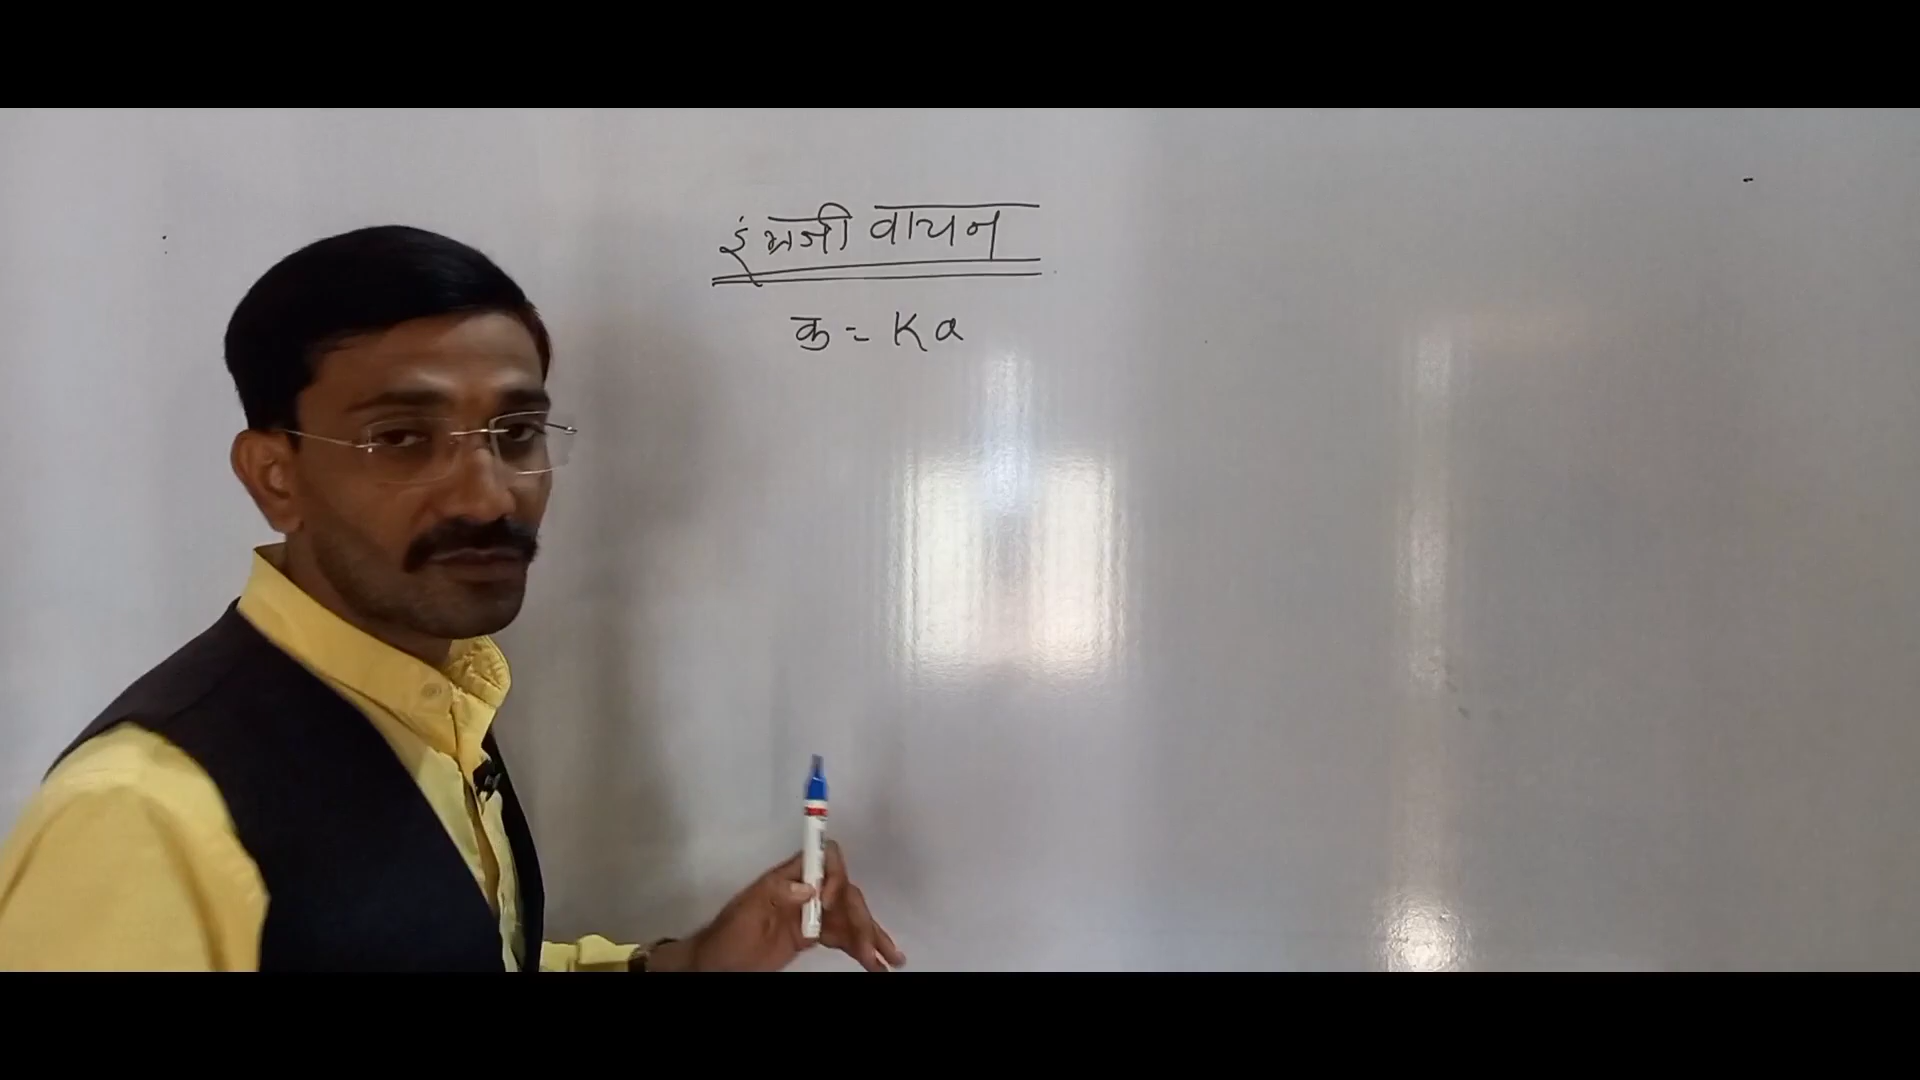 इंग्रजी वाचन
क = Ka